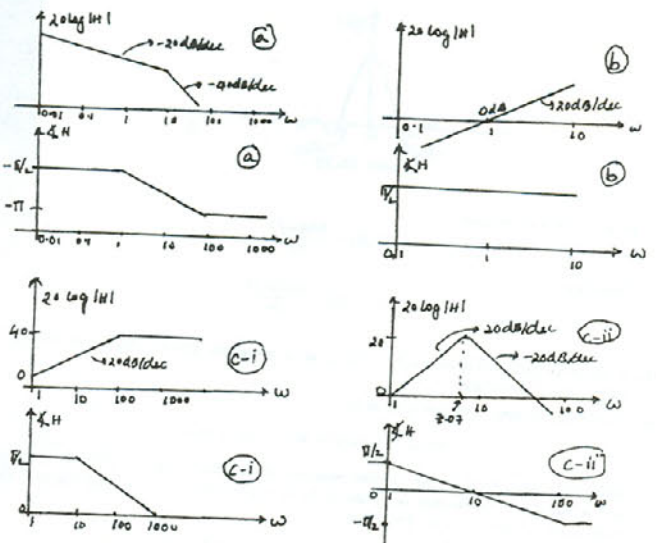 20 log |H|
-20dB/dec
a
-40dB/dec
0.01 0.1 1 10 100 1000 ω
∠H
a
-π/2
-π
0.01 0.1 1 10 100 1000 ω
20 log |H|
b
0dB
20dB/dec
0.1 1 10 ω
∠H
b
π/2
0.1 1 10 ω
20 log |H|
40
c-i
20dB/dec
0
1 10 100 1000 ω
∠H
π/2
c-i
0
1 10 100 1000 ω
20 log |H|
20dB/dec
c-ii
20
-20dB/dec
0
1 10 100 ω
7.07
∠H
π/2
c-ii
0
1 10 100 ω
-π/2